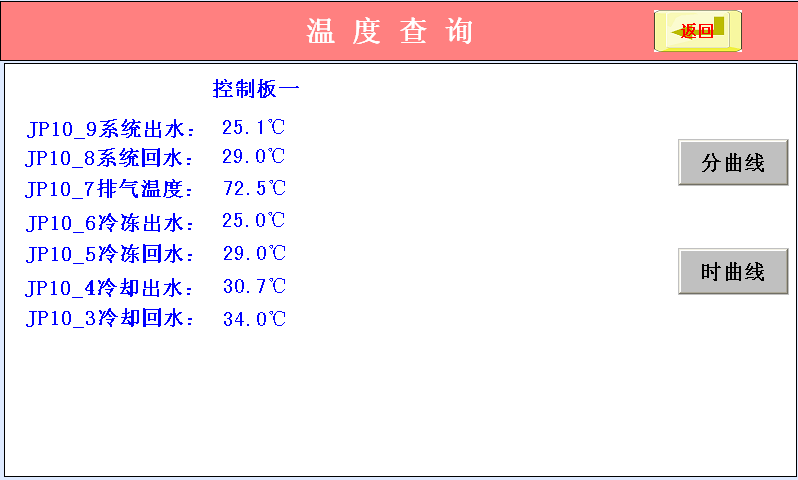 温 度 查 询
返回
控制板一
JP10_9系统出水： 25.1℃
JP10_8系统回水： 29.0℃
分曲线
JP10_7排气温度： 72.5℃
JP10_6冷冻出水： 25.0℃
JP10_5冷冻回水： 29.0℃
时曲线
JP10_4冷却出水： 30.7℃
JP10_3冷却回水： 34.0℃